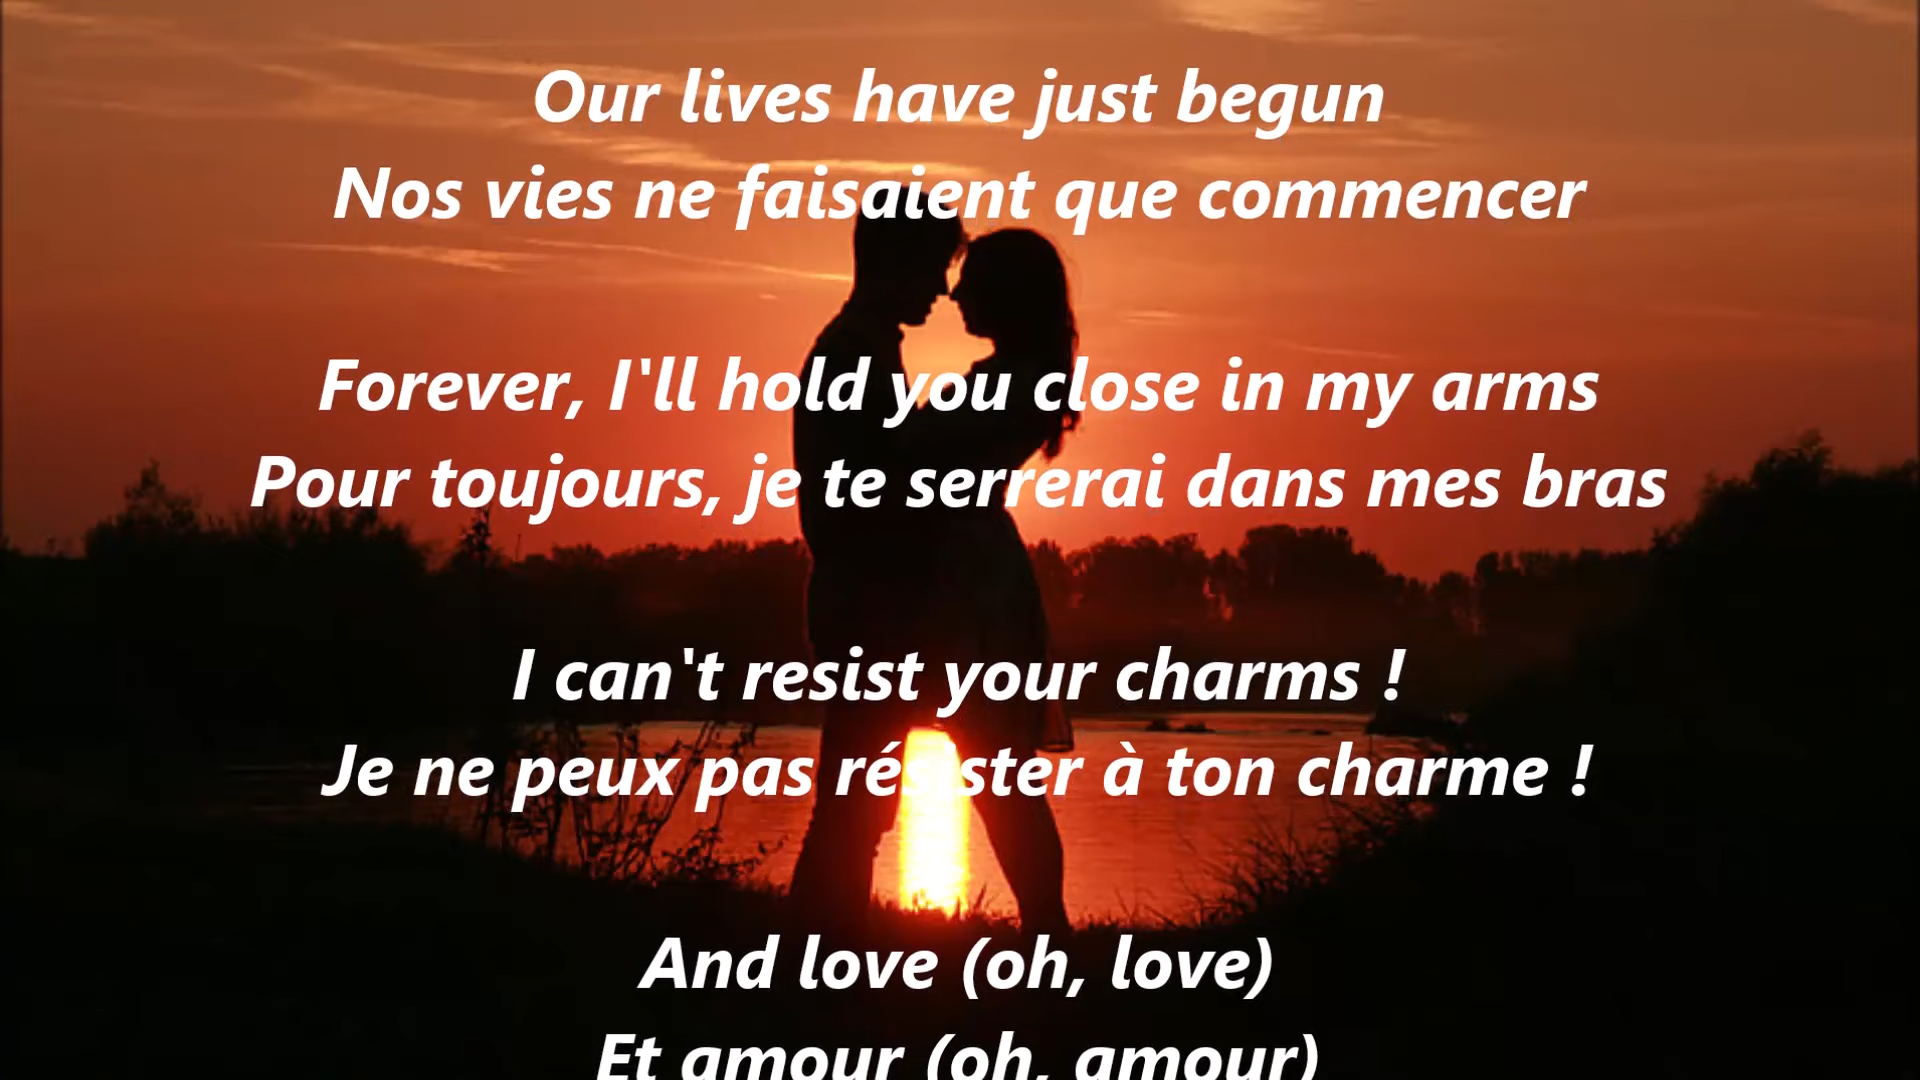 Our lives have just begun
Nos vies ne faisaient que commencer
Forever, I'll hold you close in my arms
Pour toujours, je te serrerai dans mes bras
I can't resist your charms !
Je ne peux pas résister à ton charme !
And love (oh, love)
Et amour (oh, amour)